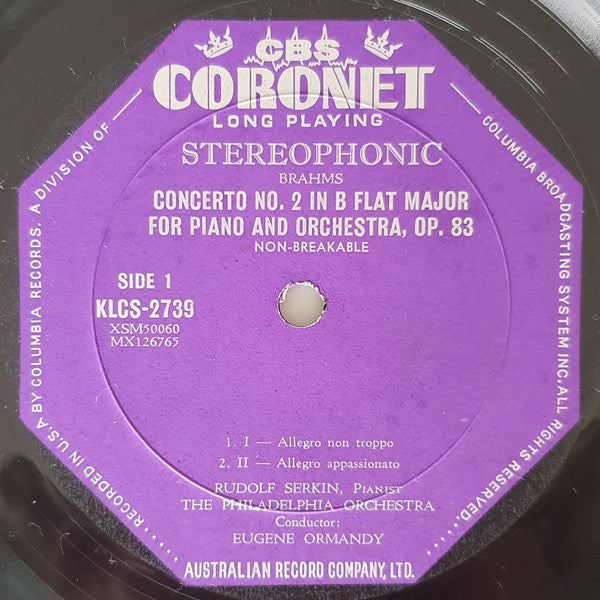 CBS
CORONET
LONG PLAYING
STEREOPHONIC
BRAHMS
CONCERTO NO. 2 IN B FLAT MAJOR
FOR PIANO AND ORCHESTRA, OP. 83
NON-BREAKABLE
SIDE 1
KLCS-2739
XSM50060
MX126765
1. I — Allegro non troppo
2. II — Allegro appassionato
RUDOLF SERKIN, PIANIST
THE PHILADELPHIA ORCHESTRA
Conductor:
EUGENE ORMANDY
AUSTRALIAN RECORD COMPANY, LTD.
RECORDED IN U.S.A BY COLUMBIA RECORDS. A DIVISION OF — COLUMBIA BROADCASTING SYSTEM INC. ALL RIGHTS RESERVED.